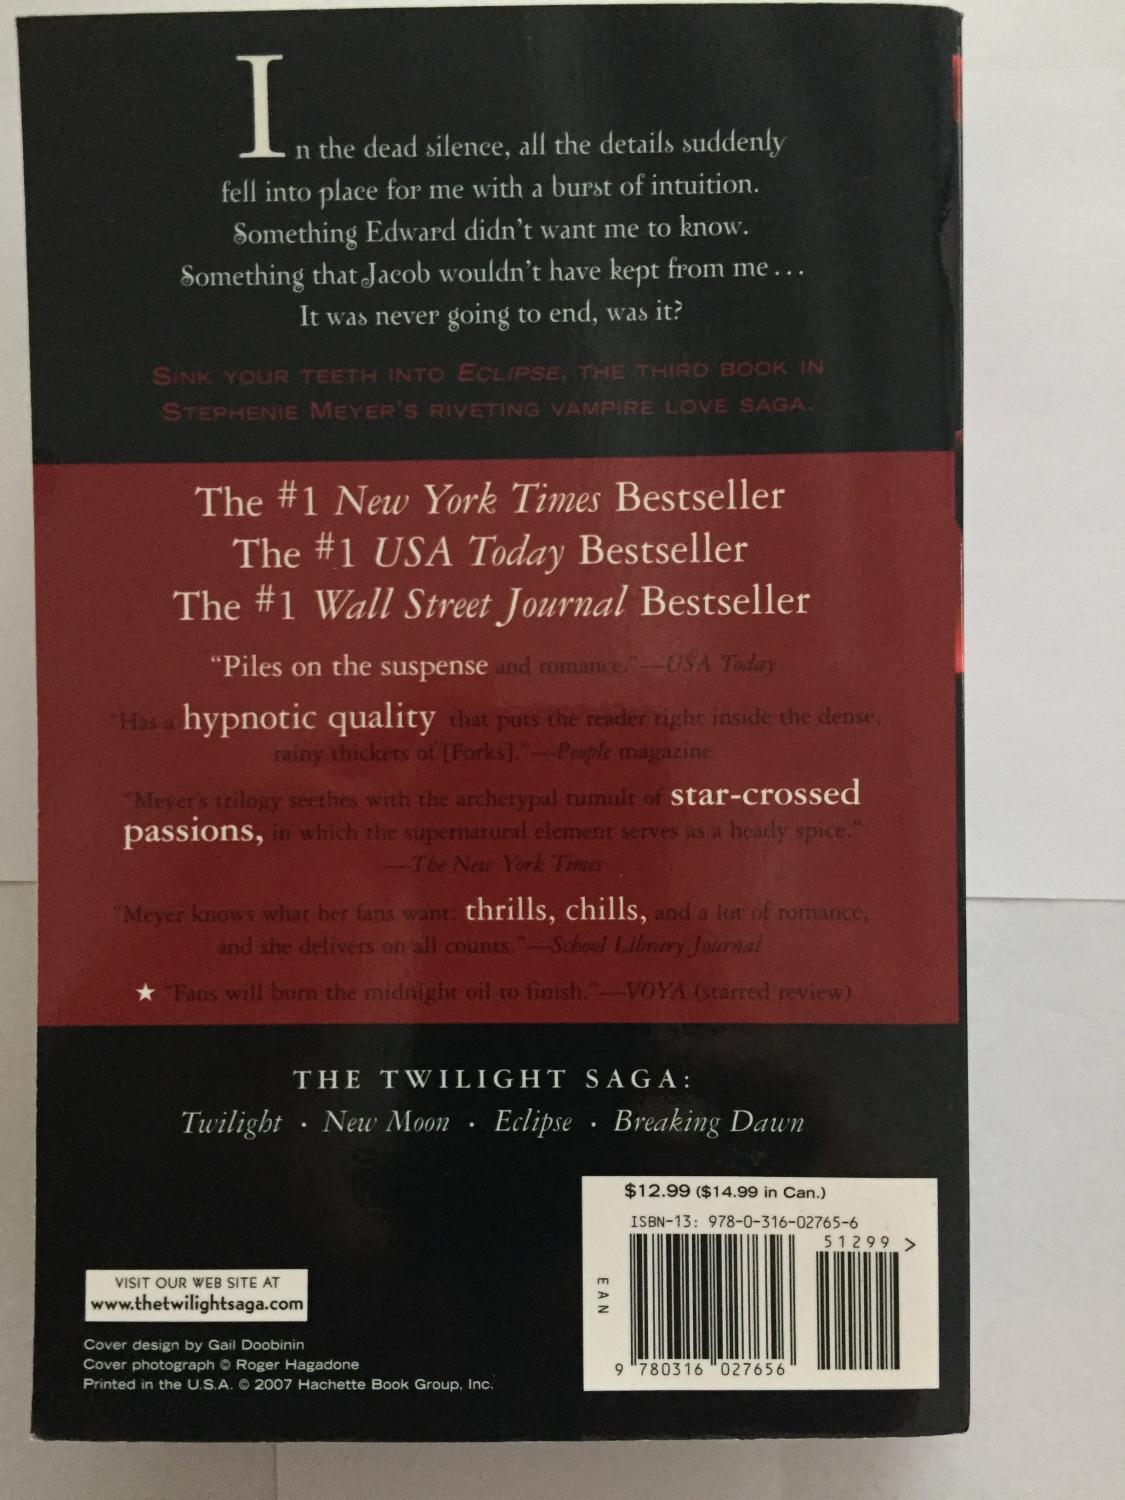 In the dead silence, all the details suddenly
fell into place for me with a burst of intuition.
Something Edward didn't want me to know.
Something that Jacob wouldn't have kept from me...
It was never going to end, was it?
SINK YOUR TEETH INTO ECLIPSE, THE THIRD BOOK IN
STEPHENIE MEYER'S RIVETING VAMPIRE LOVE SAGA.
The #1 New York Times Bestseller
The #1 USA Today Bestseller
The #1 Wall Street Journal Bestseller
"Piles on the suspense and romance."—USA Today
"Has a hypnotic quality that puts the reader right inside the dense,
rainy thickets of [Forks]."—People magazine
"Meyer's trilogy seethes with the archetypal tumult of star-crossed
passions, in which the supernatural element serves as a heady spice."
—The New York Times
"Meyer knows what her fans want: thrills, chills, and a lot of romance,
and she delivers on all counts."—School Library Journal
★ "Fans will burn the midnight oil to finish."—VOYA (starred review)
THE TWILIGHT SAGA:
Twilight · New Moon · Eclipse · Breaking Dawn
$12.99 ($14.99 in Can.)
ISBN-13: 978-0-316-02765-6
51299 >
EAN
9 780316 027656
VISIT OUR WEB SITE AT
www.thetwilightsaga.com
Cover design by Gail Doobinin
Cover photograph © Roger Hagadone
Printed in the U.S.A. © 2007 Hachette Book Group, Inc.